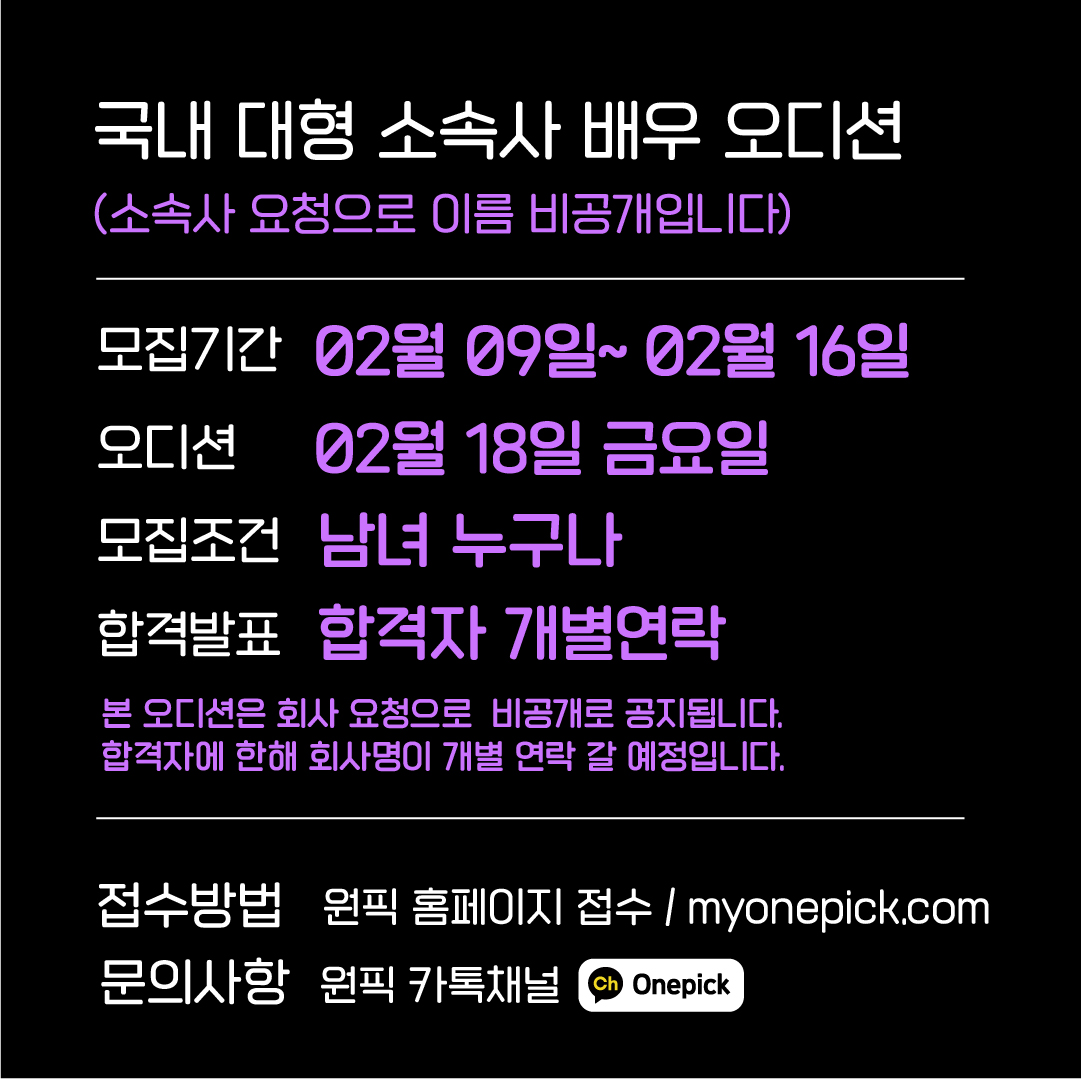 국내 대형 소속사 배우 오디션
(소속사 요청으로 이름 비공개입니다)
모집기간 02월 09일~ 02월 16일
오디션 02월 18일 금요일
모집조건 남녀 누구나
합격발표 합격자 개별연락
본 오디션은 회사 요청으로 비공개로 공지됩니다.
합격자에 한해 회사명이 개별 연락 갈 예정입니다.
접수방법 원픽 홈페이지 접수 / myonepick.com
문의사항 원픽 카톡채널 Ch Onepick